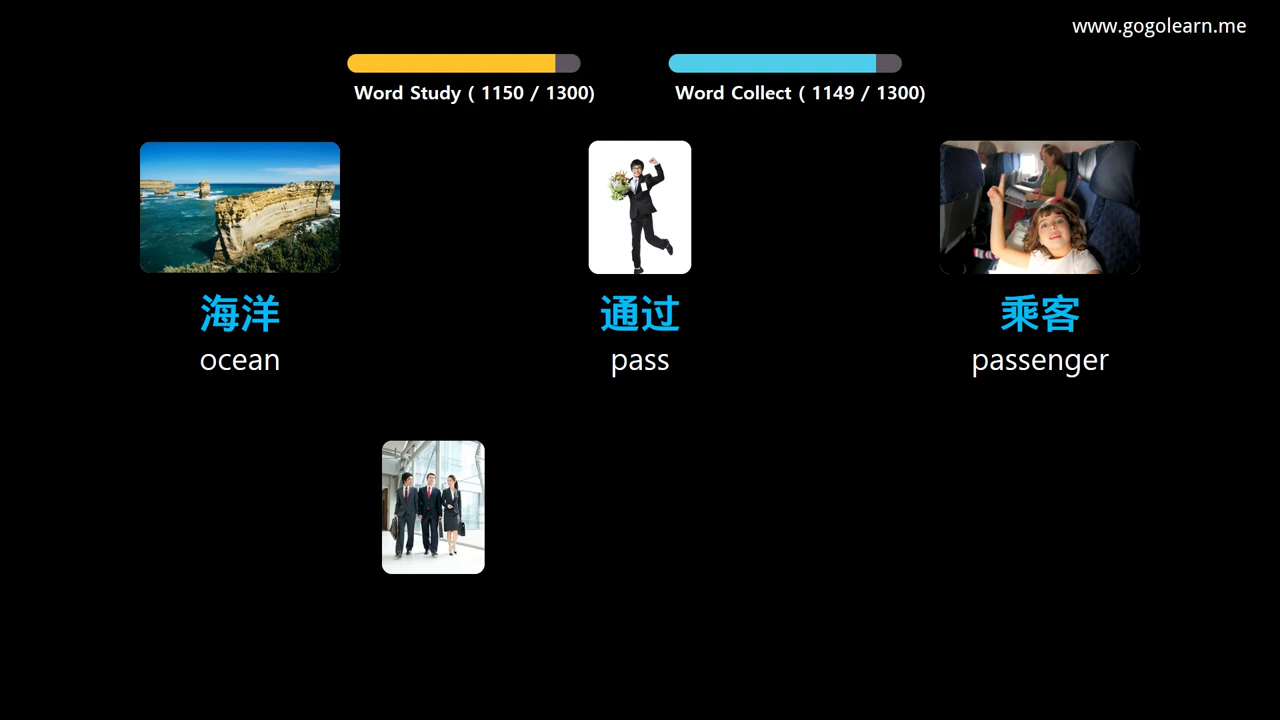 www.gogolearn.me
Word Study ( 1150 / 1300)
Word Collect ( 1149 / 1300)
海洋
ocean
通过
pass
乘客
passenger